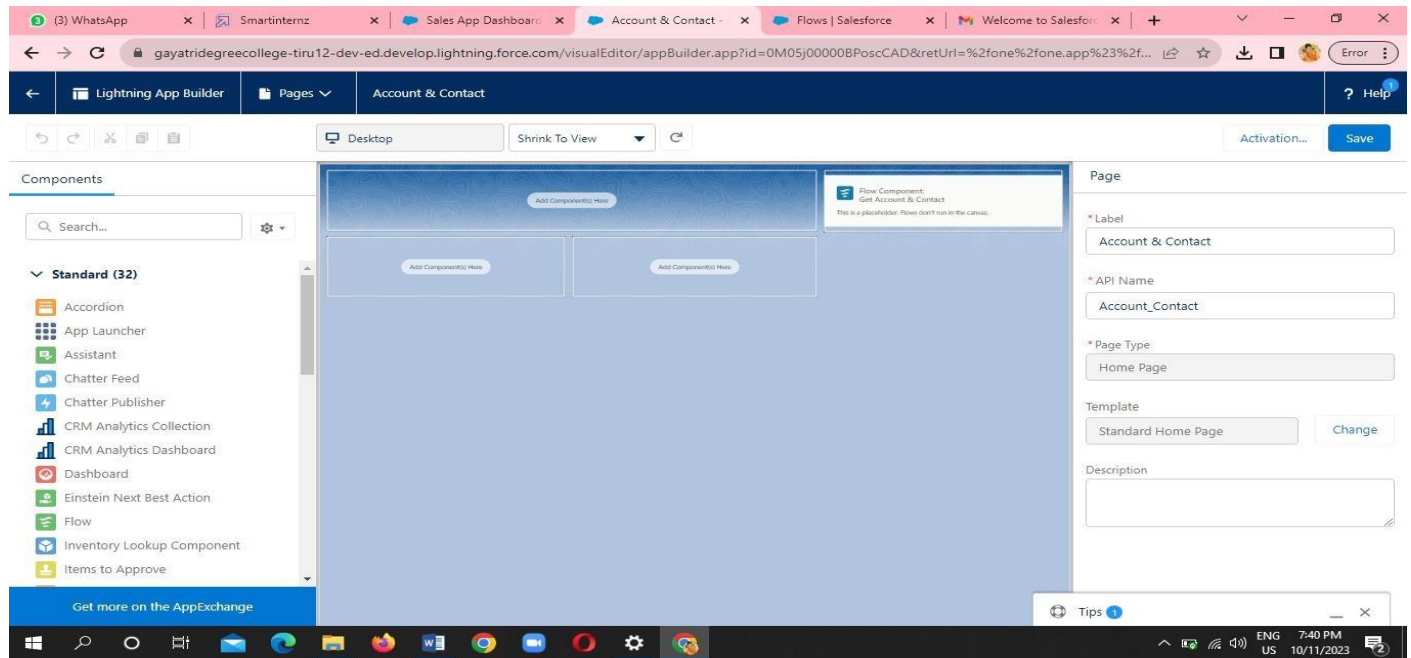 (3) WhatsApp
Smartinternz
Sales App Dashboard
Account & Contact -
Flows | Salesforce
Welcome to Salesforc
gayatridegreecollege-tiru12-dev-ed.develop.lightning.force.com/visualEditor/appBuilder.app?id=0M05j00000BPoscCAD&retUrl=%2fone%2fone.app%23%2f...
Error
Lightning App Builder
Pages
Account & Contact
? Help
1
Desktop
Shrink To View
Activation...
Save
Components
Search...
Standard (32)
Accordion
App Launcher
Assistant
Chatter Feed
Chatter Publisher
CRM Analytics Collection
CRM Analytics Dashboard
Dashboard
Einstein Next Best Action
Flow
Inventory Lookup Component
Items to Approve
Get more on the AppExchange
Add Component(s) Here
Flow Component:
Get Account & Contact
This is a placeholder. Flows don't run in the canvas.
Add Component(s) Here
Add Component(s) Here
Page
*Label
Account & Contact
*API Name
Account_Contact
*Page Type
Home Page
Template
Standard Home Page
Change
Description
Tips 1
ENG
US
7:40 PM
10/11/2023
2